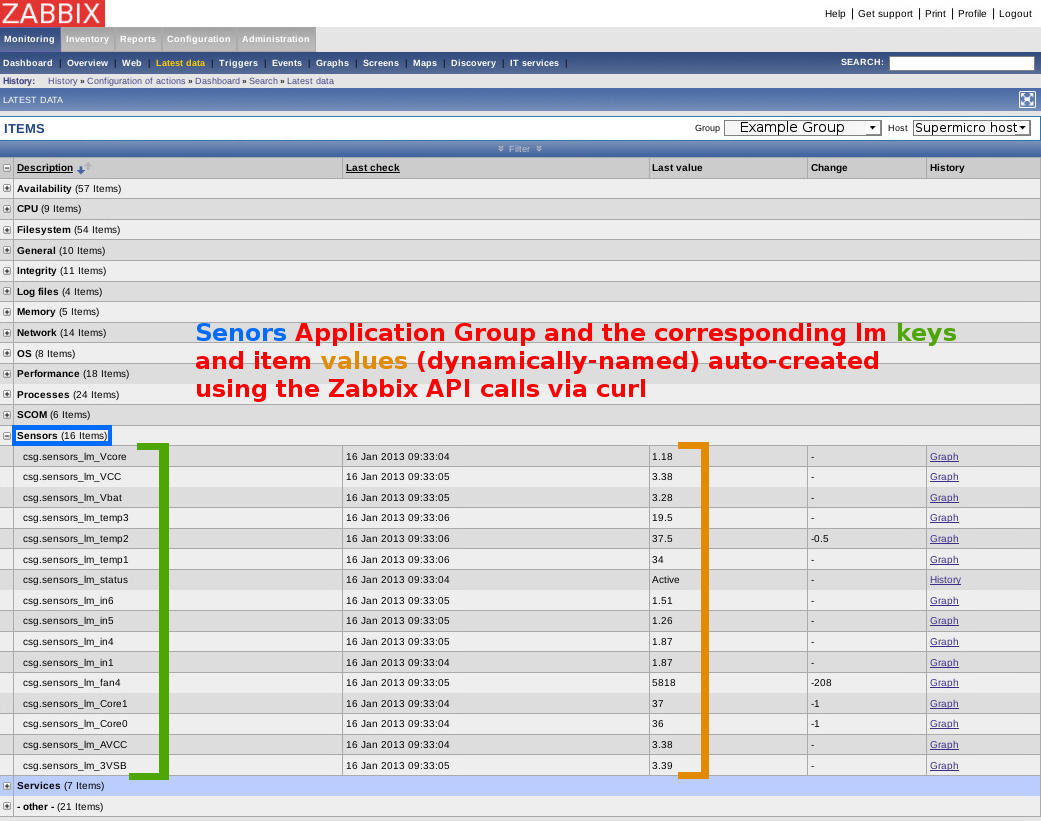 ZABBIX
Help | Get support | Print | Profile | Logout
Monitoring Inventory Reports Configuration Administration
Dashboard | Overview | Web | Latest data | Triggers | Events | Graphs | Screens | Maps | Discovery | IT services | SEARCH:
History: History » Configuration of actions » Dashboard » Search » Latest data
LATEST DATA
ITEMS Group Example Group Host Supermicro host
Filter
Description Last check Last value Change History
Availability (57 Items)
CPU (9 Items)
Filesystem (54 Items)
General (10 Items)
Integrity (11 Items)
Log files (4 Items)
Memory (5 Items)
Network (14 Items)
OS (8 Items)
Performance (18 Items)
Processes (24 Items)
SCOM (6 Items)
Senors Application Group and the corresponding lm keys
and item values (dynamically-named) auto-created
using the Zabbix API calls via curl
Sensors (16 Items)
csg.sensors_lm_Vcore 16 Jan 2013 09:33:04 1.18 - Graph
csg.sensors_lm_VCC 16 Jan 2013 09:33:05 3.38 - Graph
csg.sensors_lm_Vbat 16 Jan 2013 09:33:05 3.28 - Graph
csg.sensors_lm_temp3 16 Jan 2013 09:33:06 19.5 - Graph
csg.sensors_lm_temp2 16 Jan 2013 09:33:06 37.5 -0.5 Graph
csg.sensors_lm_temp1 16 Jan 2013 09:33:06 34 - Graph
csg.sensors_lm_status 16 Jan 2013 09:33:04 Active - History
csg.sensors_lm_in6 16 Jan 2013 09:33:05 1.51 - Graph
csg.sensors_lm_in5 16 Jan 2013 09:33:05 1.26 - Graph
csg.sensors_lm_in4 16 Jan 2013 09:33:05 1.87 - Graph
csg.sensors_lm_in1 16 Jan 2013 09:33:04 1.87 - Graph
csg.sensors_lm_fan4 16 Jan 2013 09:33:05 5818 -208 Graph
csg.sensors_lm_Core1 16 Jan 2013 09:33:04 37 -1 Graph
csg.sensors_lm_Core0 16 Jan 2013 09:33:04 36 -1 Graph
csg.sensors_lm_AVCC 16 Jan 2013 09:33:04 3.38 - Graph
csg.sensors_lm_3VSB 16 Jan 2013 09:33:05 3.39 - Graph
Services (7 Items)
- other - (21 Items)